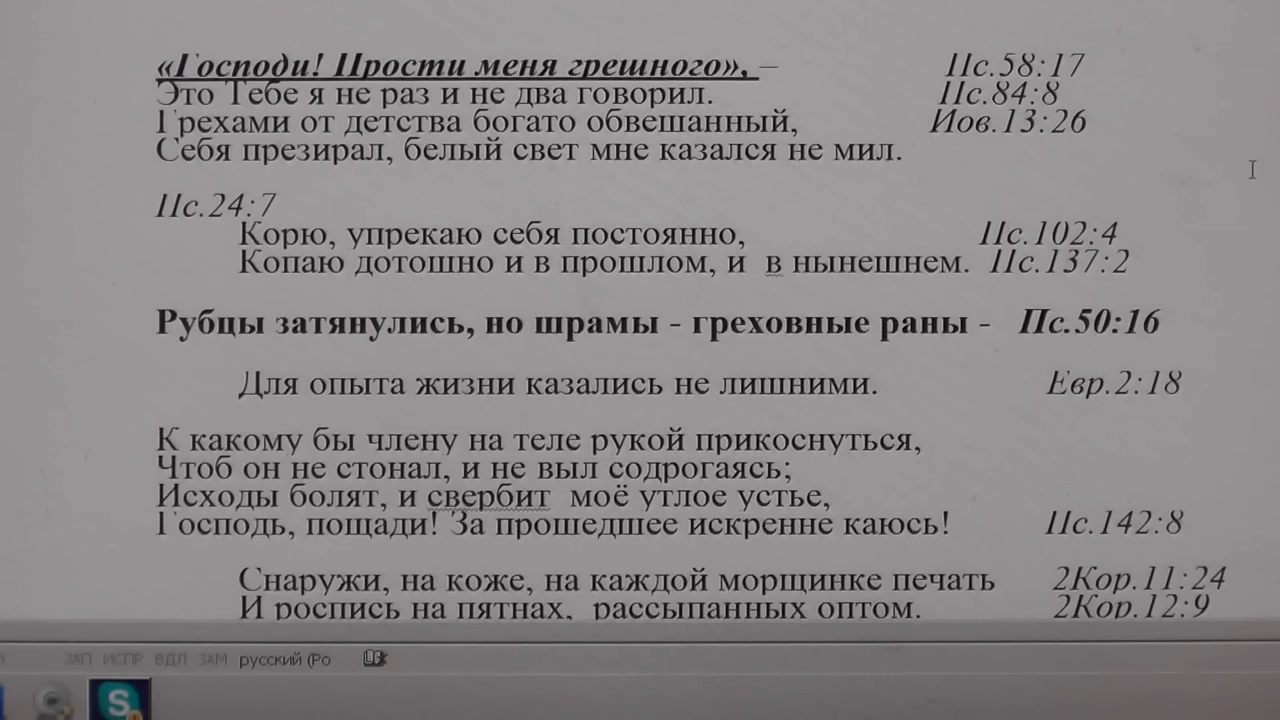 «Господи! Прости меня грешного», – Пс.58:17
Это Тебе я не раз и не два говорил. Пс.84:8
Грехами от детства богато обвешанный, Иов.13:26
Себя презирал, белый свет мне казался не мил.
Пс.24:7
Корю, упрекаю себя постоянно, Пс.102:4
Копаю дотошно и в прошлом, и в нынешнем. Пс.137:2
Рубцы затянулись, но шрамы - греховные раны - Пс.50:16
Для опыта жизни казались не лишними. Евр.2:18
К какому бы члену на теле рукой прикоснуться,
Чтоб он не стонал, и не выл содрогаясь;
Исходы болят, и свербит моё утлое устье,
Господь, пощади! За прошедшее искренне каюсь! Пс.142:8
Снаружи, на коже, на каждой морщинке печать 2Кор.11:24
И роспись на пятнах, рассыпанных оптом. 2Кор.12:9
ЗАП ИСПР ВДЛ ЗАМ русский (Ро
S